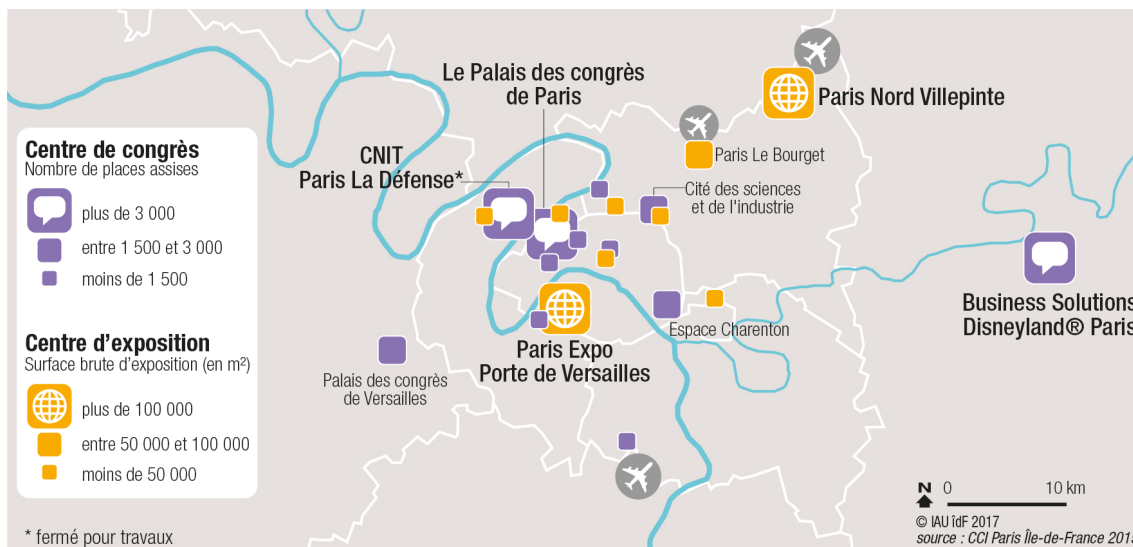 Le Palais des congrès
de Paris
Paris Nord Villepinte
Centre de congrès
Nombre de places assises
plus de 3 000
entre 1 500 et 3 000
moins de 1 500
CNIT
Paris La Défense*
Paris Le Bourget
Cité des sciences
et de l'industrie
Business Solutions
Disneyland® Paris
Espace Charenton
Paris Expo
Porte de Versailles
Palais des congrès
de Versailles
Centre d'exposition
Surface brute d'exposition (en m²)
plus de 100 000
entre 50 000 et 100 000
moins de 50 000
* fermé pour travaux
N 0 10 km
© IAU îdF 2017
source : CCI Paris Île-de-France 2015